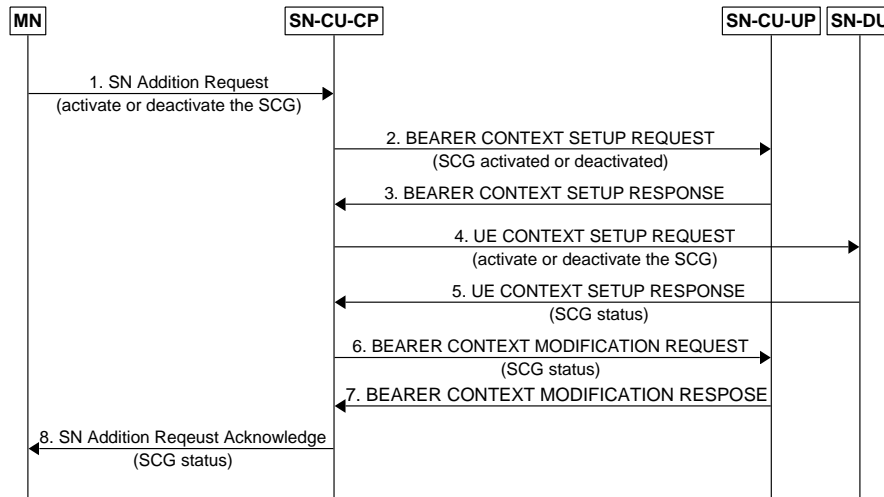 MN
SN-CU-CP
SN-CU-UP
SN-DU
1. SN Addition Request
(activate or deactivate the SCG)
2. BEARER CONTEXT SETUP REQUEST
(SCG activated or deactivated)
3. BEARER CONTEXT SETUP RESPONSE
4. UE CONTEXT SETUP REQUEST
(activate or deactivate the SCG)
5. UE CONTEXT SETUP RESPONSE
(SCG status)
6. BEARER CONTEXT MODIFICATION REQUEST
(SCG status)
7. BEARER CONTEXT MODIFICATION RESPOSE
8. SN Addition Reqeust Acknowledge
(SCG status)